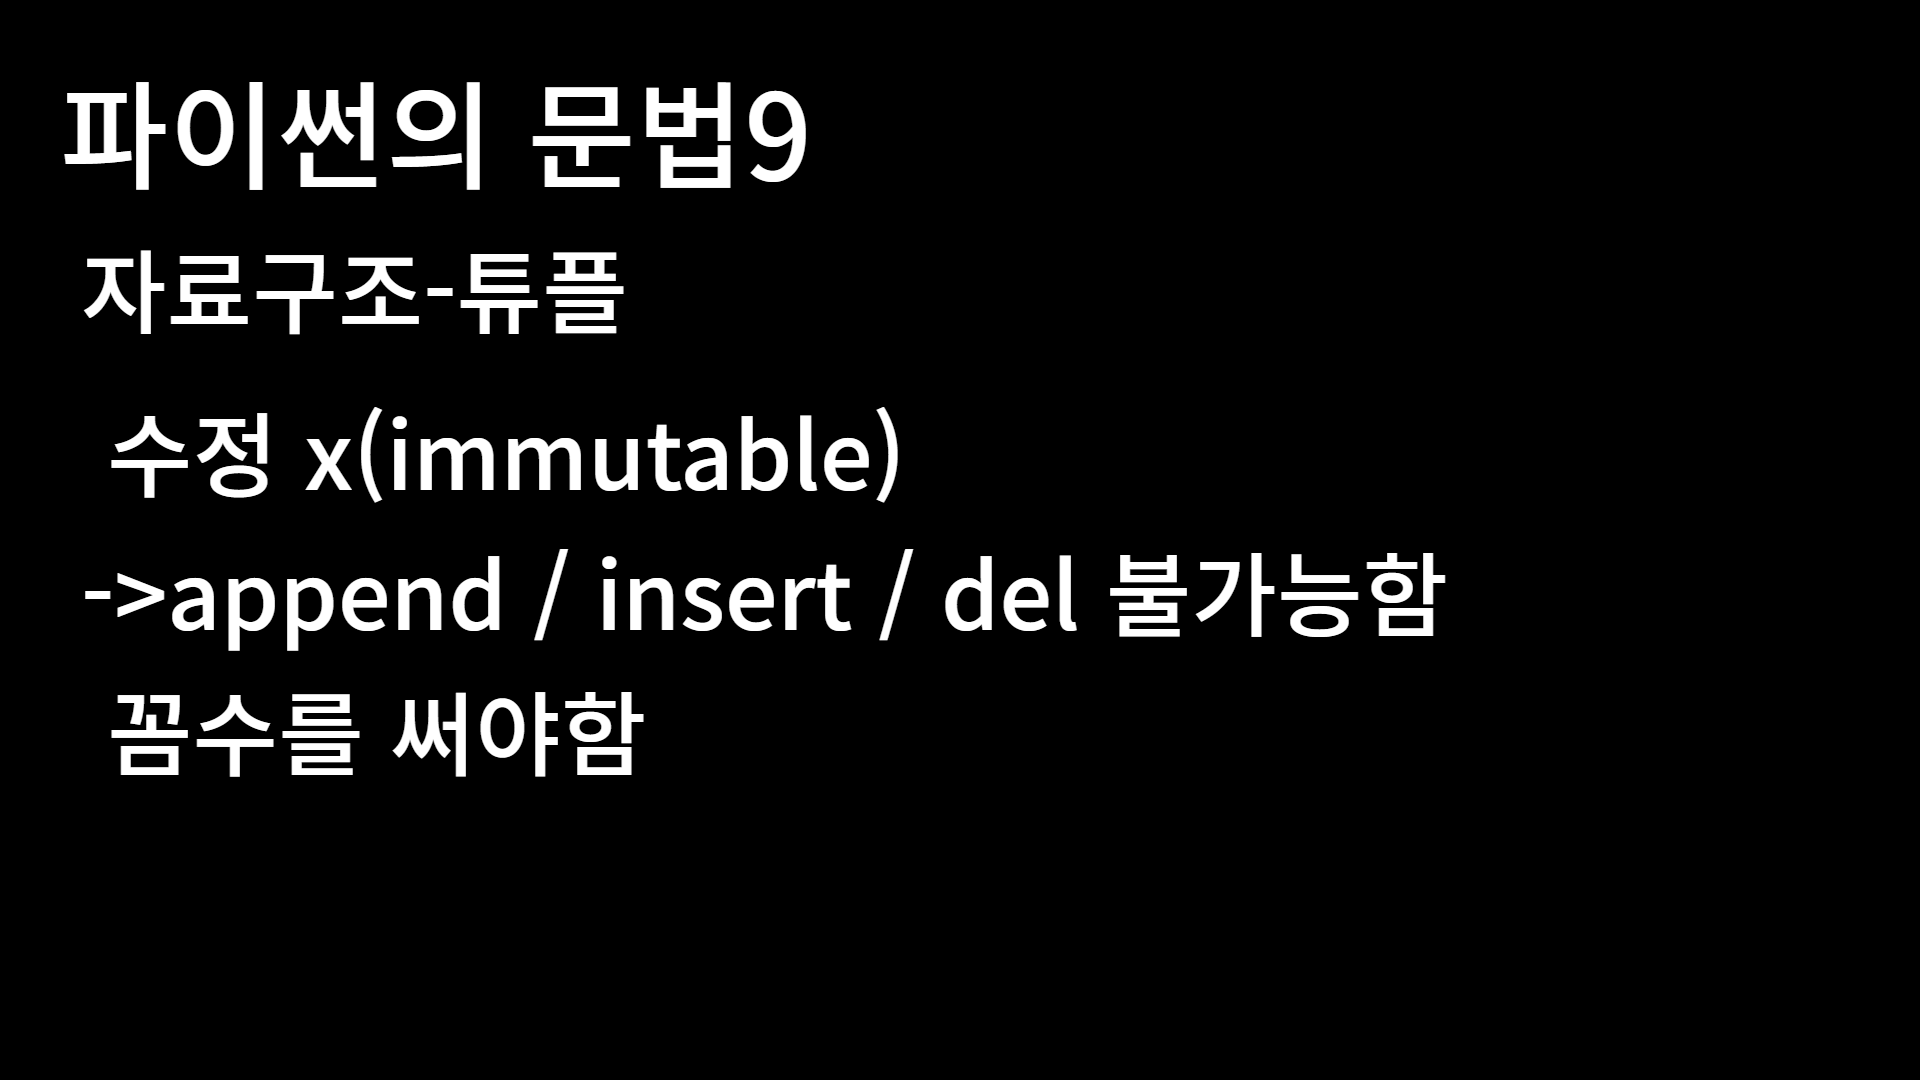 파이썬의 문법9
자료구조-튜플
수정 x(immutable)
->append / insert / del 불가능함
꼼수를 써야함